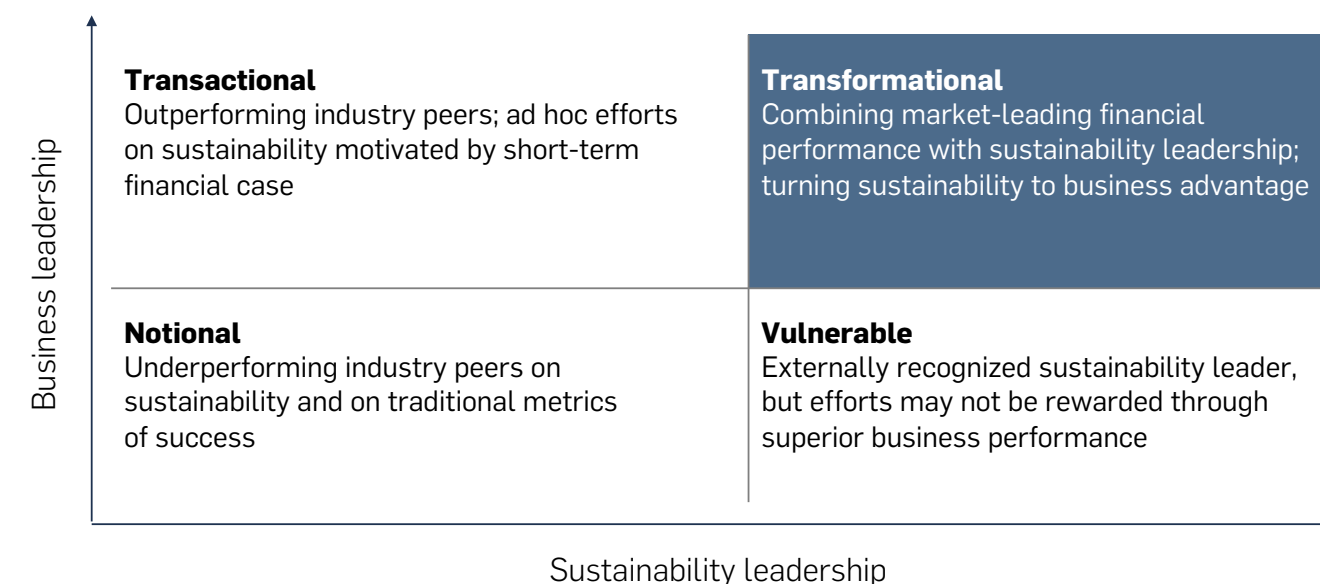 Business leadership
Transactional
Outperforming industry peers; ad hoc efforts
on sustainability motivated by short-term
financial case
Transformational
Combining market-leading financial
performance with sustainability leadership;
turning sustainability to business advantage
Notional
Underperforming industry peers on
sustainability and on traditional metrics
of success
Vulnerable
Externally recognized sustainability leader,
but efforts may not be rewarded through
superior business performance
Sustainability leadership